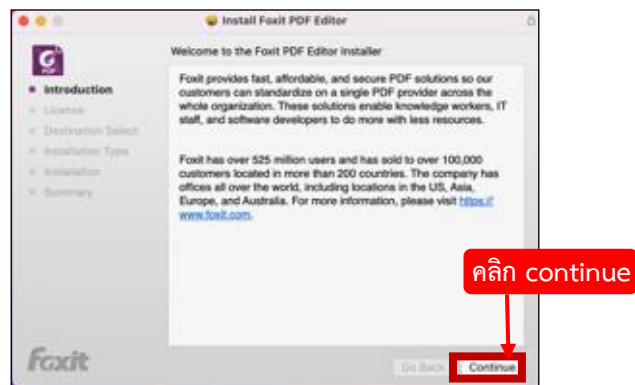 Install Foxit PDF Editor
Welcome to the Foxit PDF Editor Installer
Introduction
License
Destination Select
Installation Type
Installation
Summary
Foxit provides fast, affordable, and secure PDF solutions so our
customers can standardize on a single PDF provider across the
whole organization. These solutions enable knowledge workers, IT
staff, and software developers to do more with less resources.
Foxit has over 525 million users and has sold to over 100,000
customers located in more than 200 countries. The company has
offices all over the world, including locations in the US, Asia,
Europe, and Australia. For more information, please visit https://
www.foxit.com.
คลิก continue
Foxit
Go Back
Continue